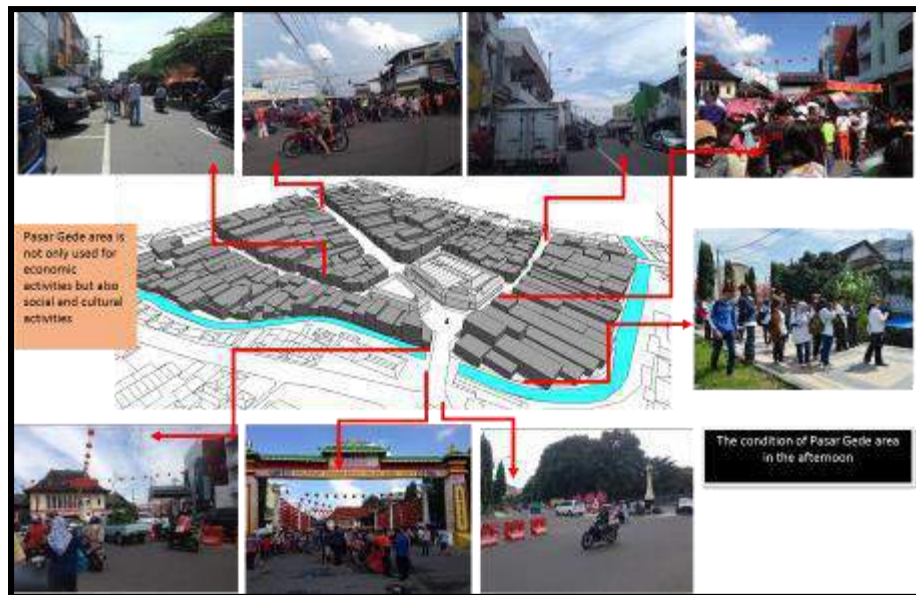 Pasar Gede area is
not only used for
economic
activities but also
social and cultural
activities
The condition of Pasar Gede area
in the afternoon